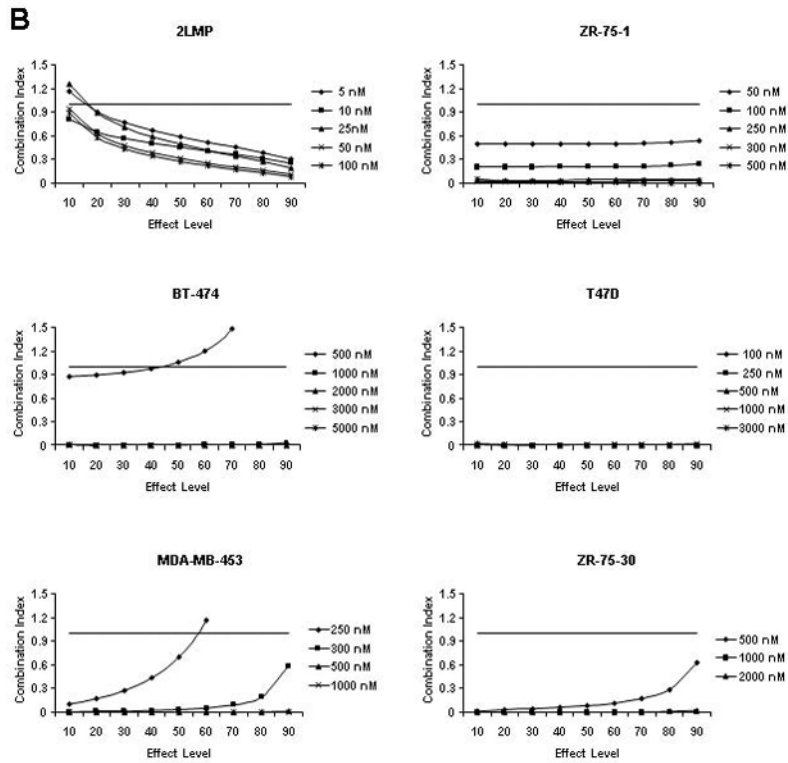 B
2LMP
Combination Index
1.5
1.2
0.9
0.6
0.3
0
10 20 30 40 50 60 70 80 90
Effect Level
5 nM
10 nM
25nM
50 nM
100 nM
ZR-75-1
Combination Index
1.5
1.2
0.9
0.6
0.3
0
10 20 30 40 50 60 70 80 90
Effect Level
50 nM
100 nM
250 nM
300 nM
500 nM
BT-474
Combination Index
1.5
1.2
0.9
0.6
0.3
0
10 20 30 40 50 60 70 80 90
Effect Level
500 nM
1000 nM
2000 nM
3000 nM
5000 nM
T47D
Combination Index
1.5
1.2
0.9
0.6
0.3
0
10 20 30 40 50 60 70 80 90
Effect Level
100 nM
250 nM
500 nM
1000 nM
3000 nM
MDA-MB-453
Combination Index
1.5
1.2
0.9
0.6
0.3
0
10 20 30 40 50 60 70 80 90
Effect Level
250 nM
300 nM
500 nM
1000 nM
ZR-75-30
Combination Index
1.5
1.2
0.9
0.6
0.3
0
10 20 30 40 50 60 70 80 90
Effect Level
500 nM
1000 nM
2000 nM